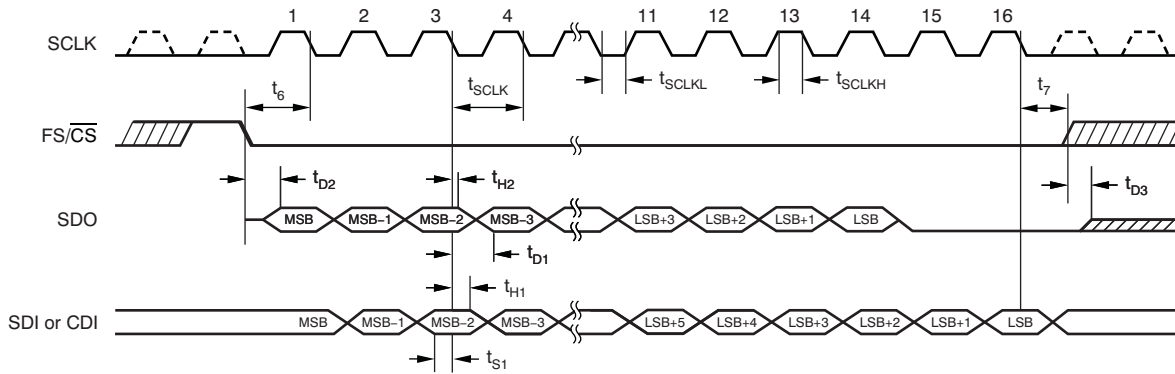 1 2 3 4 11 12 13 14 15 16
SCLK
t6 tSCLK tSCLKL tSCLKH t7
FS/CS
tD2 tH2 tD3
SDO MSB MSB–1 MSB–2 MSB–3 LSB+3 LSB+2 LSB+1 LSB
tD1
tH1
SDI or CDI MSB MSB–1 MSB–2 MSB–3 LSB+5 LSB+4 LSB+3 LSB+2 LSB+1 LSB
tS1